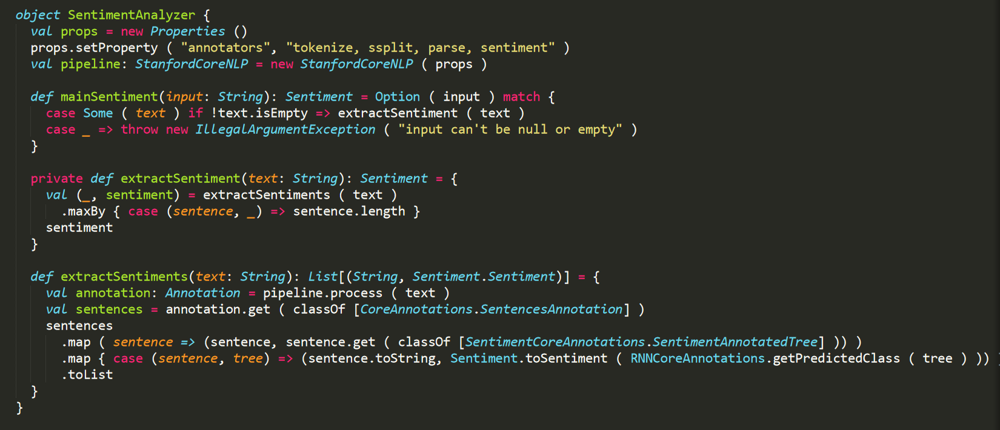 object SentimentAnalyzer {
  val props = new Properties ()
  props.setProperty ( "annotators", "tokenize, ssplit, parse, sentiment" )
  val pipeline: StanfordCoreNLP = new StanfordCoreNLP ( props )

  def mainSentiment(input: String): Sentiment = Option ( input ) match {
    case Some ( text ) if !text.isEmpty => extractSentiment ( text )
    case _ => throw new IllegalArgumentException ( "input can't be null or empty" )
  }

  private def extractSentiment(text: String): Sentiment = {
    val (_, sentiment) = extractSentiments ( text )
      .maxBy { case (sentence, _) => sentence.length }
    sentiment
  }

  def extractSentiments(text: String): List[(String, Sentiment.Sentiment)] = {
    val annotation: Annotation = pipeline.process ( text )
    val sentences = annotation.get ( classOf [CoreAnnotations.SentencesAnnotation] )
    sentences
      .map ( sentence => (sentence, sentence.get ( classOf [SentimentCoreAnnotations.SentimentAnnotatedTree] )) )
      .map { case (sentence, tree) => (sentence.toString, Sentiment.toSentiment ( RNNCoreAnnotations.getPredictedClass ( tree ) ))
      .toList
  }
}